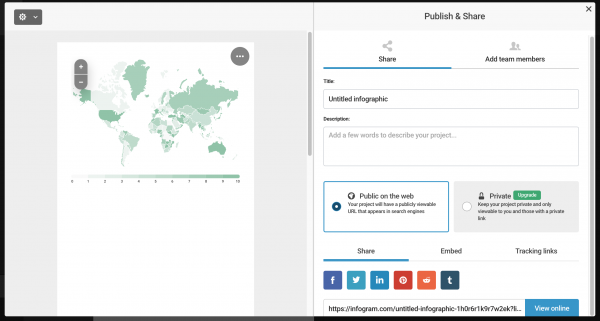 Publish & Share
Share
Add team members
Title:
Untitled infographic
Description:
Add a few words to describe your project...
Public on the web
Your project will have a publicly viewable
URL that appears in search engines
Private Upgrade
Keep your project private and only
viewable to you and those with a private
link
Share
Embed
Tracking links
https://infogram.com/untitled-infographic-1h0r6r1k9r7w2ek?li...
View online
0 1 2 3 4 5 6 7 8 9 10